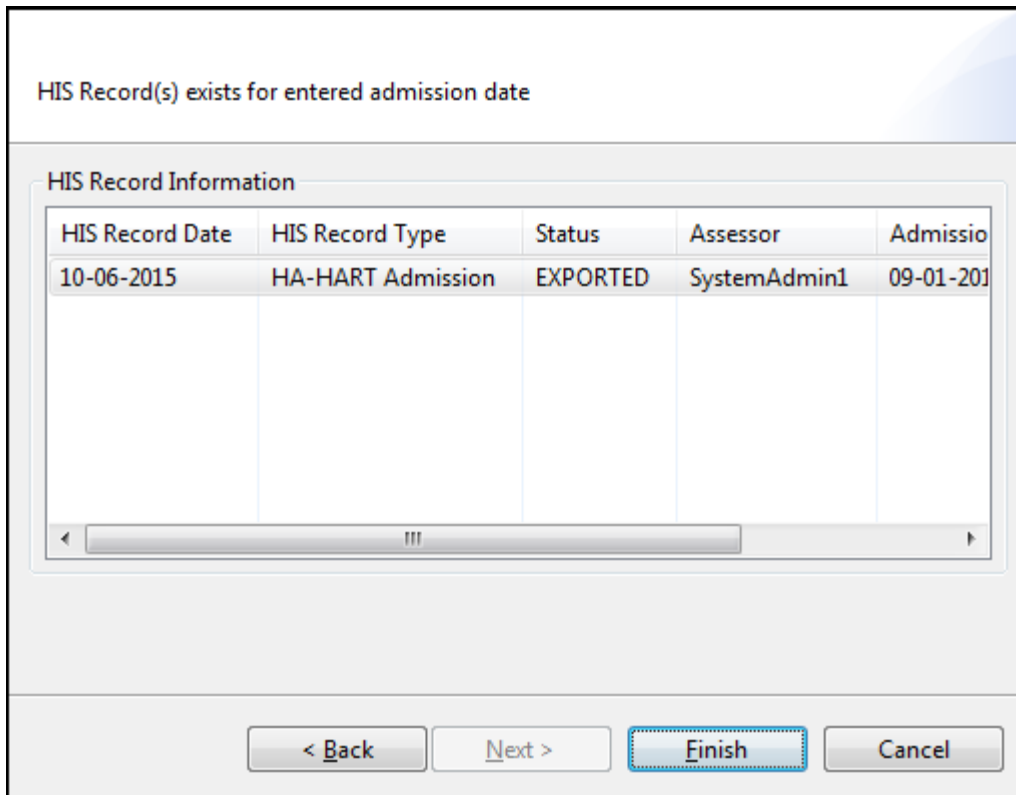 HIS Record(s) exists for entered admission date
HIS Record Information
HIS Record Date HIS Record Type Status Assessor Admissio
10-06-2015 HA-HART Admission EXPORTED SystemAdmin1 09-01-201
< Back Next > Finish Cancel